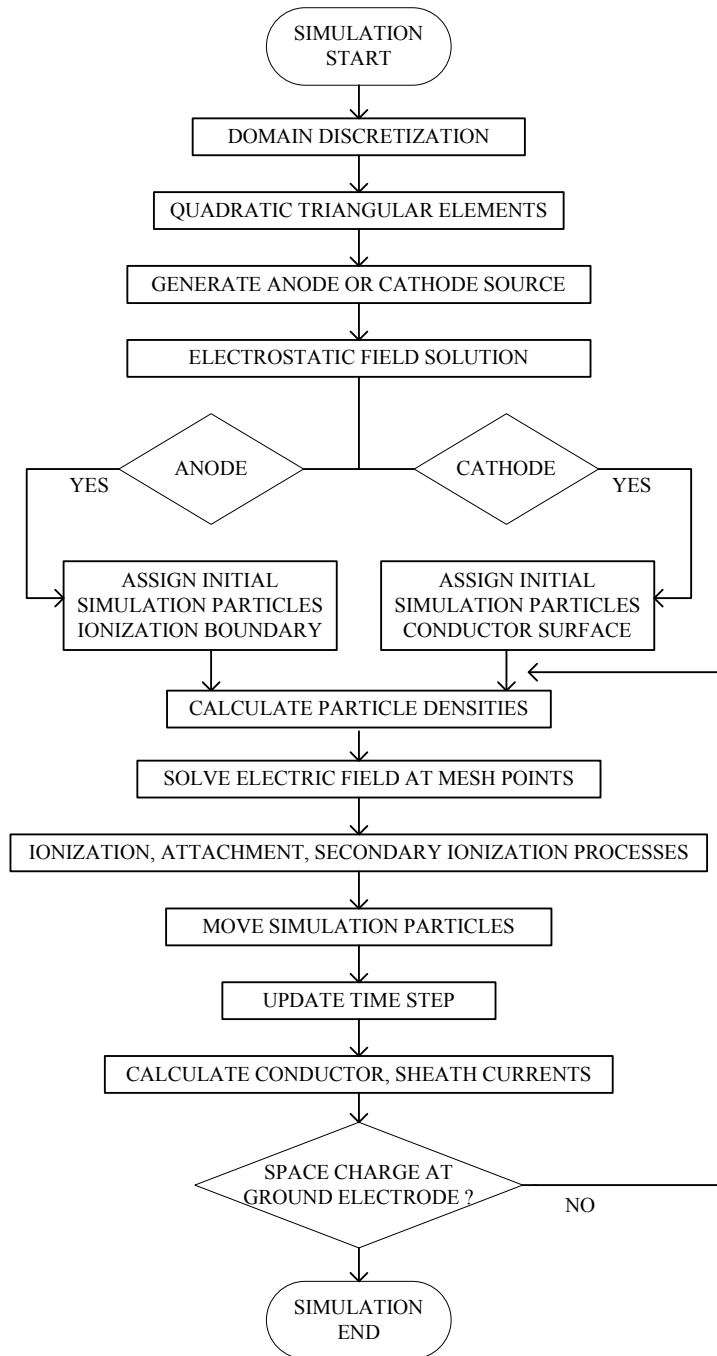 SIMULATION
START
DOMAIN DISCRETIZATION
QUADRATIC TRIANGULAR ELEMENTS
GENERATE ANODE OR CATHODE SOURCE
ELECTROSTATIC FIELD SOLUTION
ANODE
CATHODE
YES
YES
ASSIGN INITIAL
SIMULATION PARTICLES
IONIZATION BOUNDARY
ASSIGN INITIAL
SIMULATION PARTICLES
CONDUCTOR SURFACE
CALCULATE PARTICLE DENSITIES
SOLVE ELECTRIC FIELD AT MESH POINTS
IONIZATION, ATTACHMENT, SECONDARY IONIZATION PROCESSES
MOVE SIMULATION PARTICLES
UPDATE TIME STEP
CALCULATE CONDUCTOR, SHEATH CURRENTS
SPACE CHARGE AT
GROUND ELECTRODE ?
NO
SIMULATION
END